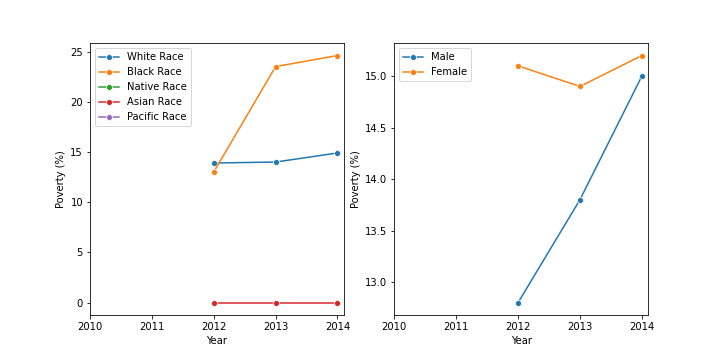 White Race
Black Race
Native Race
Asian Race
Pacific Race
25
20
15
10
5
0
Poverty (%)
2010 2011 2012 2013 2014
Year
Male
Female
15.0
14.5
14.0
13.5
13.0
Poverty (%)
2010 2011 2012 2013 2014
Year